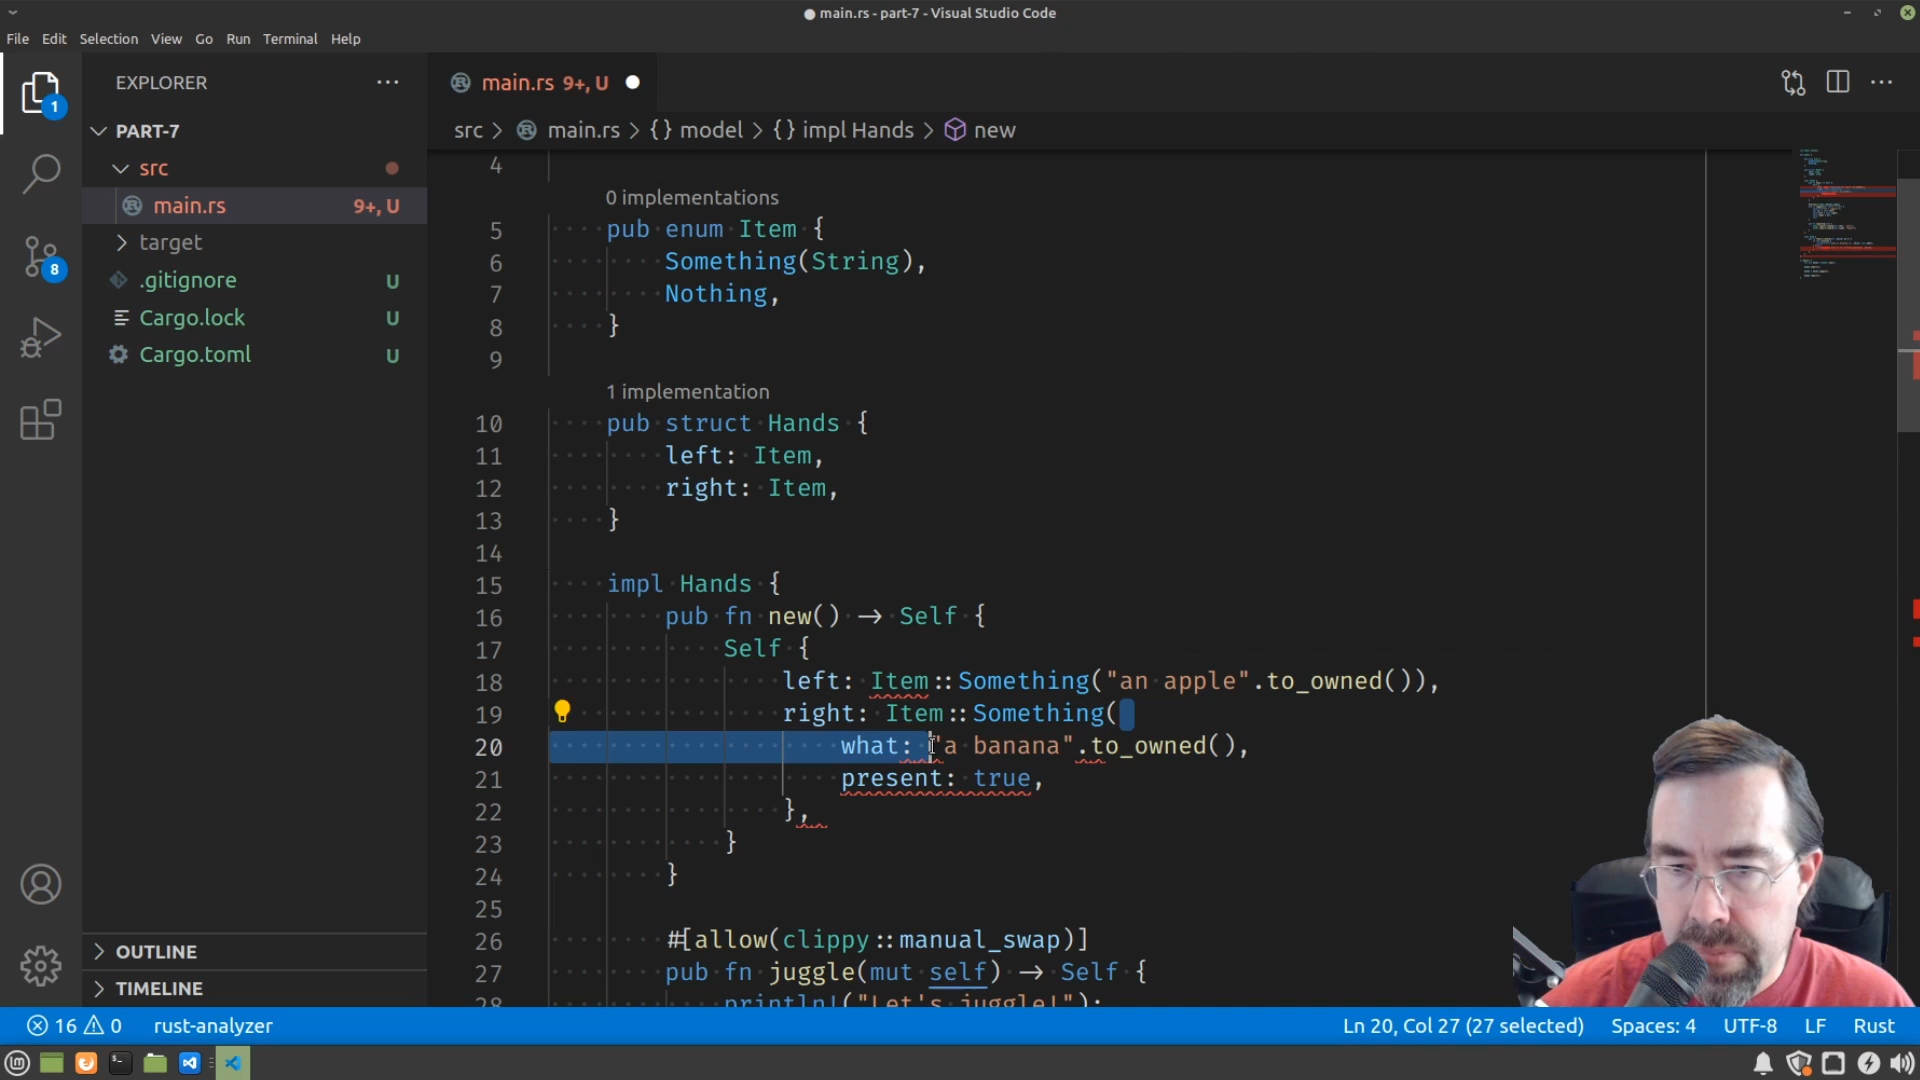 main.rs - part-7 - Visual Studio Code
File Edit Selection View Go Run Terminal Help
EXPLORER
main.rs 9+, U
PART-7
src > main.rs > {} model > {} impl Hands > new
src
main.rs 9+, U
target
.gitignore U
Cargo.lock U
Cargo.toml U
1
8
4
0 implementations
5 pub enum Item {
6 Something(String),
7 Nothing,
8 }
9
1 implementation
10 pub struct Hands {
11 left: Item,
12 right: Item,
13 }
14
15 impl Hands {
16 pub fn new() → Self {
17 Self {
18 left: Item::Something("an apple".to_owned()),
19 right: Item::Something(
20 what: "a banana".to_owned(),
21 present: true,
22 },
23 }
24 }
25
26 #[allow(clippy::manual_swap)]
27 pub fn juggle(mut self) → Self {
28 println!("Let's juggle!");
OUTLINE
TIMELINE
16 0 rust-analyzer
Ln 20, Col 27 (27 selected) Spaces: 4 UTF-8 LF Rust